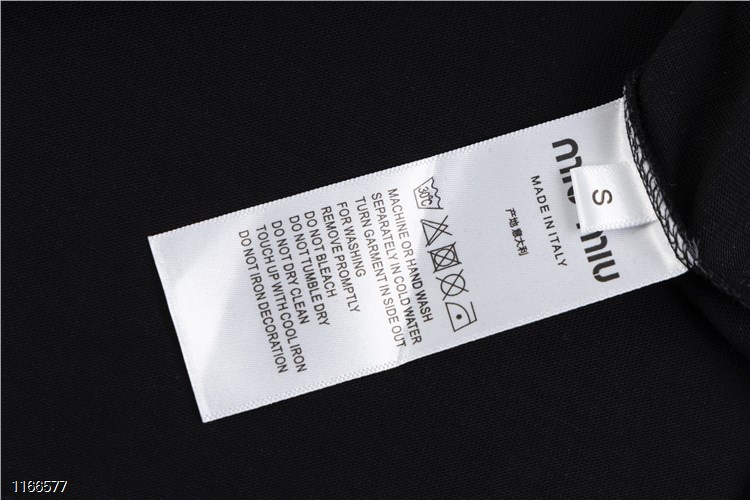 miu miu
S
MADE IN ITALY
产地:意大利
30℃
MACHINE OR HAND WASH
SEPARATELY IN COLD WATER
TURN GARMENT IN SIDE OUT
FOR WASHING
REMOVE PROMPTLY
DO NOT BLEACH
DO NOT TUMBLE DRY
DO NOT DRY CLEAN
TOUCH UP WITH COOL IRON
DO NOT IRON DECORATION
1166577